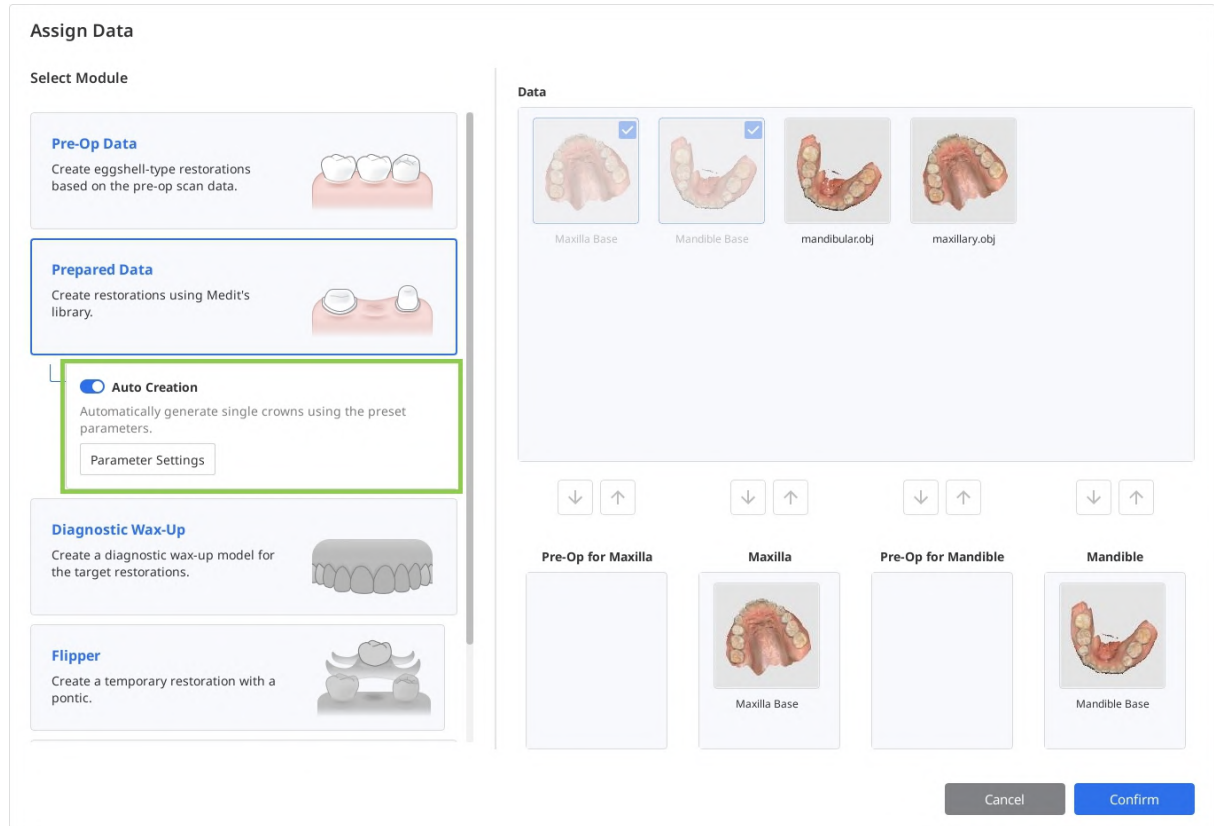 Assign Data
Select Module
Pre-Op Data
Create eggshell-type restorations
based on the pre-op scan data.
Prepared Data
Create restorations using Medit's
library.
Auto Creation
Automatically generate single crowns using the preset
parameters.
Parameter Settings
Diagnostic Wax-Up
Create a diagnostic wax-up model for
the target restorations.
Flipper
Create a temporary restoration with a
pontic.
Data
Maxilla Base
Mandible Base
mandibular.obj
maxillary.obj
Pre-Op for Maxilla
Maxilla
Pre-Op for Mandible
Mandible
Maxilla Base
Mandible Base
Cancel
Confirm